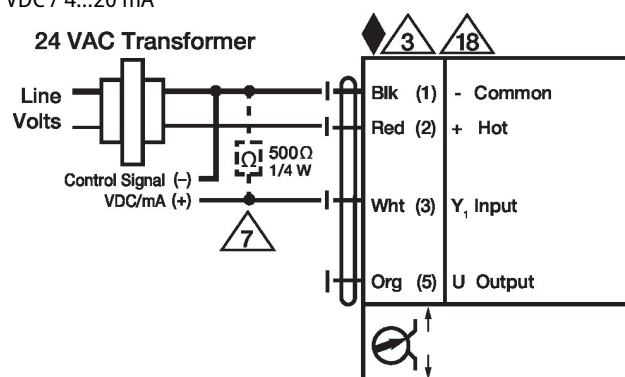 VDC / 4...20 mA
24 VAC Transformer
3
18
Line
Volts
Blk (1) - Common
Red (2) + Hot
Ω
500Ω
1/4 W
Control Signal (–)
VDC/mA (+)
Wht (3) Y₁ Input
7
Org (5) U Output